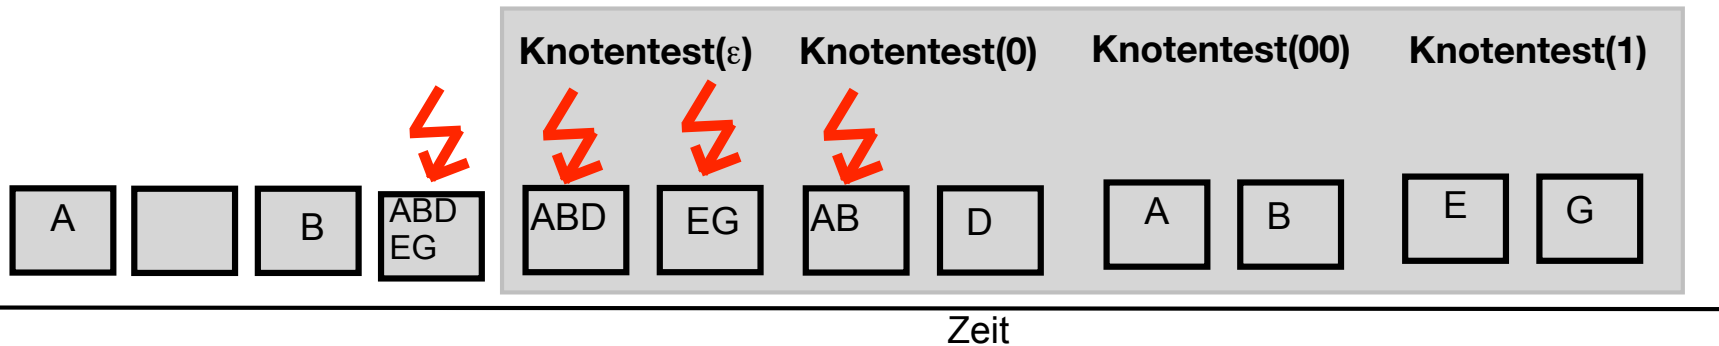 Knotentest(ε) Knotentest(0) Knotentest(00) Knotentest(1)
A B ABD ABD EG AB D A B E G
EG
Zeit